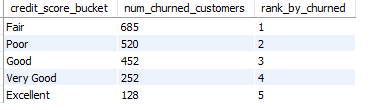 credit_score_bucket num_churned_customers rank_by_churned
Fair 685 1
Poor 520 2
Good 452 3
Very Good 252 4
Excellent 128 5